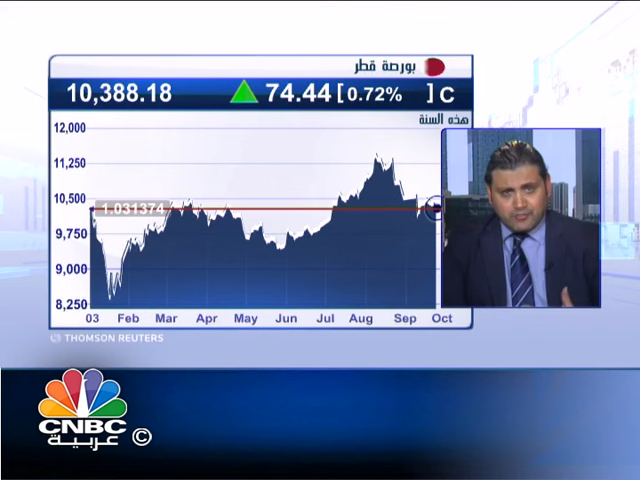 بورصة قطر
10,388.18 74.44 [0.72% ] C
هذه السنة
12,000
11,250
10,500
1.031374
9,750
9,000
8,250
03 Feb Mar Apr May Jun Jul Aug Sep Oct
THOMSON REUTERS
CNBC
عربية ©